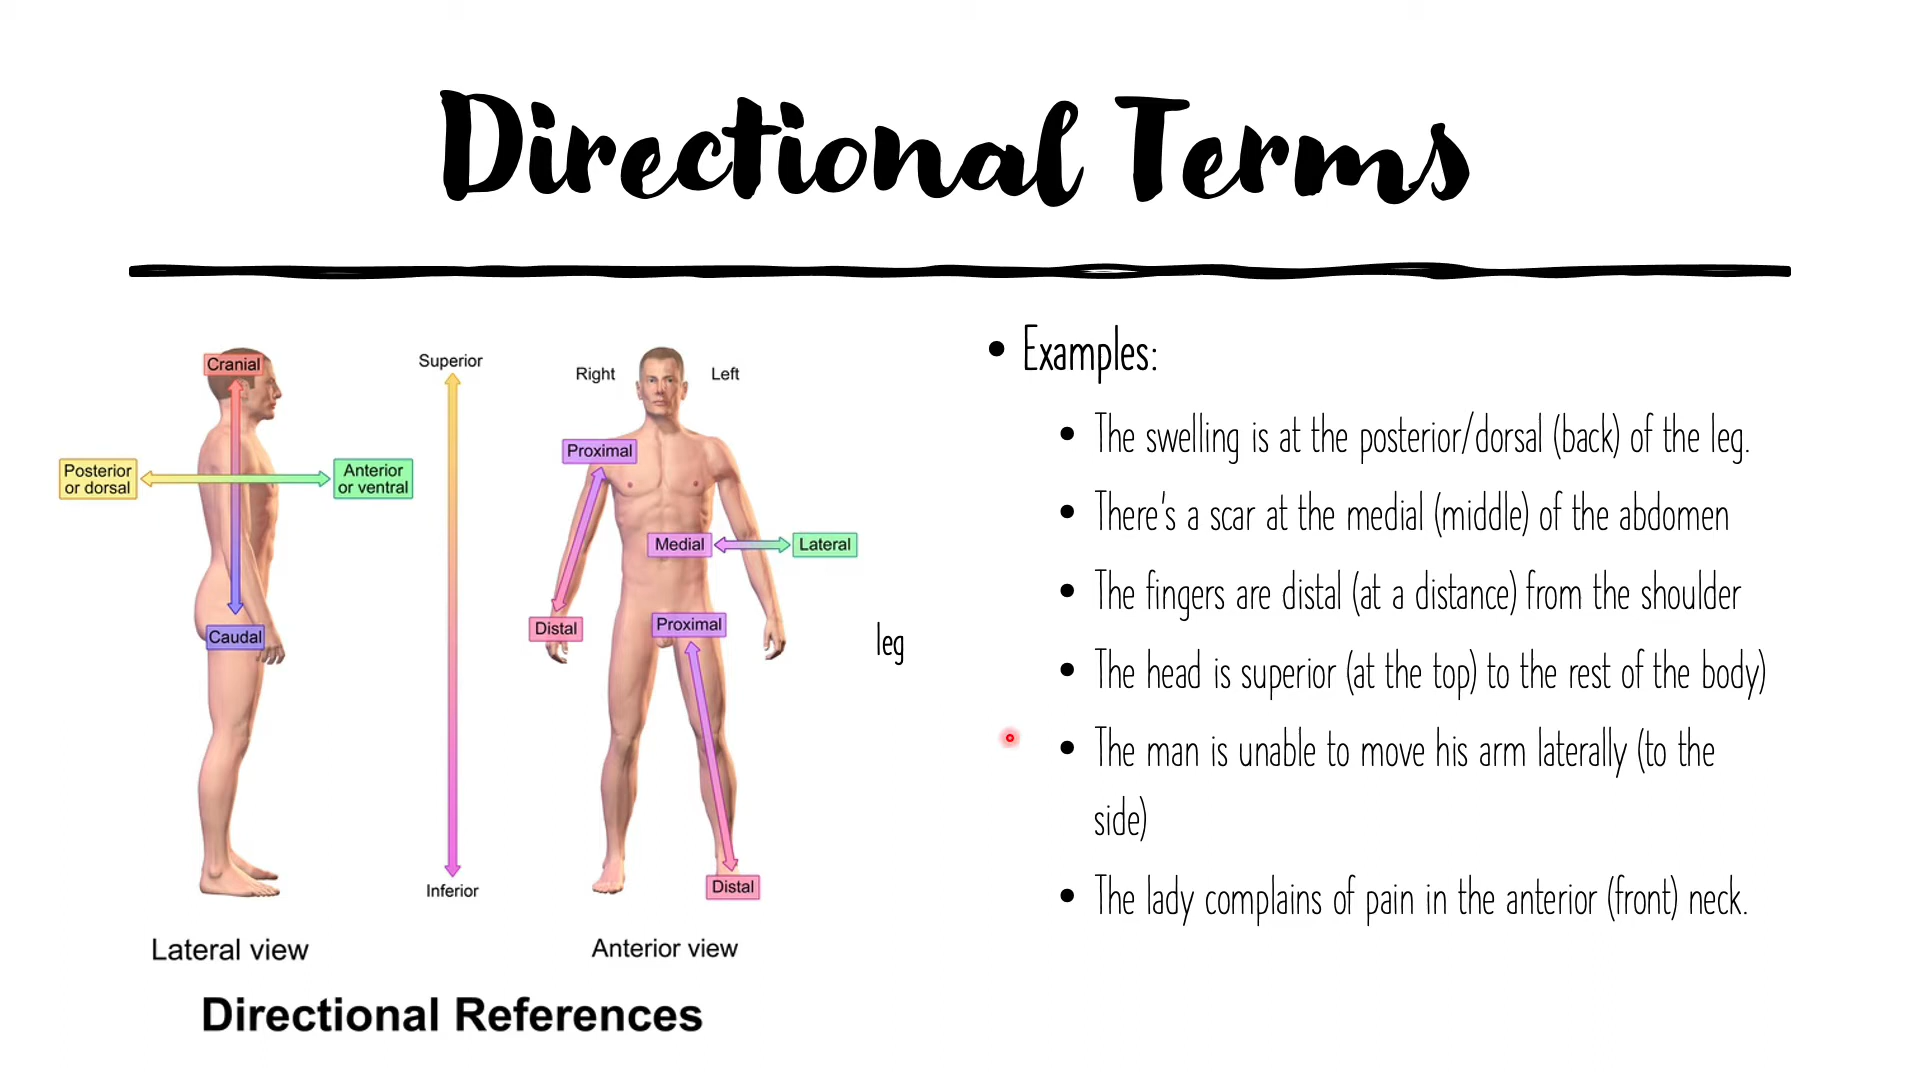 Directional Terms
Cranial
Posterior
or dorsal
Anterior
or ventral
Caudal
Lateral view
Superior
Inferior
Right
Left
Proximal
Medial
Lateral
Distal
Proximal
Distal
Anterior view
Directional References
leg
• Examples:
• The swelling is at the posterior/dorsal (back) of the leg.
• There's a scar at the medial (middle) of the abdomen
• The fingers are distal (at a distance) from the shoulder
• The head is superior (at the top) to the rest of the body)
• The man is unable to move his arm laterally (to the
side)
• The lady complains of pain in the anterior (front) neck.